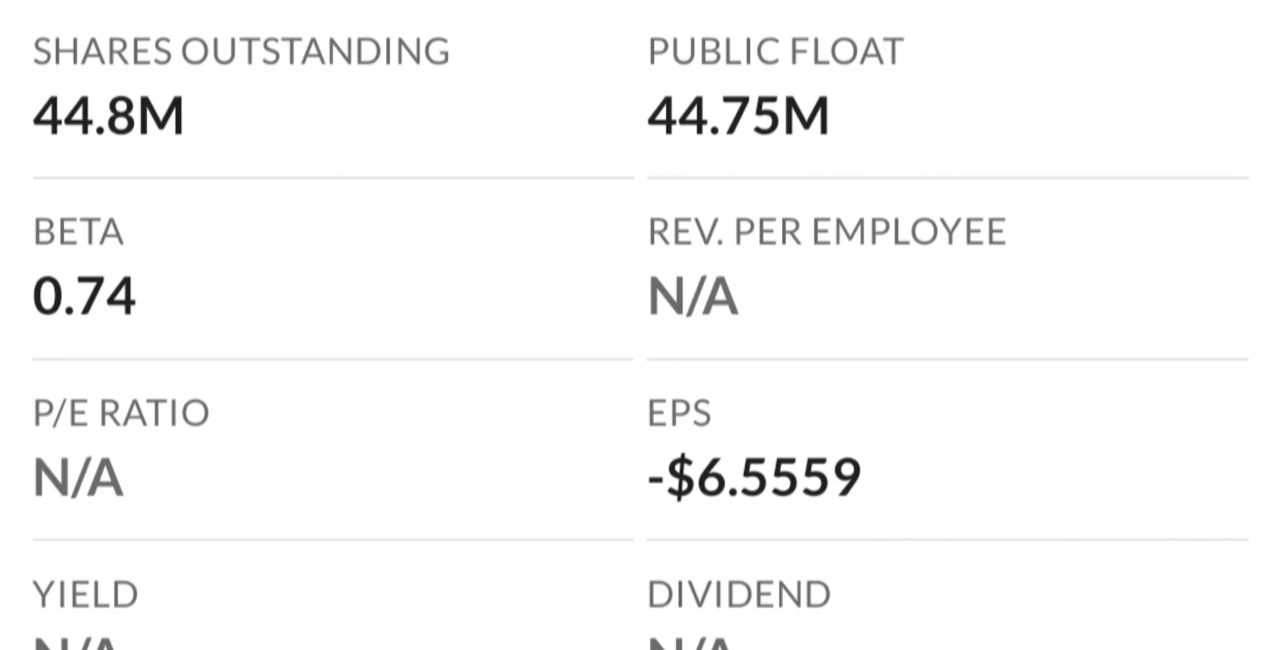 SHARES OUTSTANDING
44.8M
PUBLIC FLOAT
44.75M
BETA
0.74
REV. PER EMPLOYEE
N/A
P/E RATIO
N/A
EPS
-$6.5559
YIELD
N/A
DIVIDEND
N/A